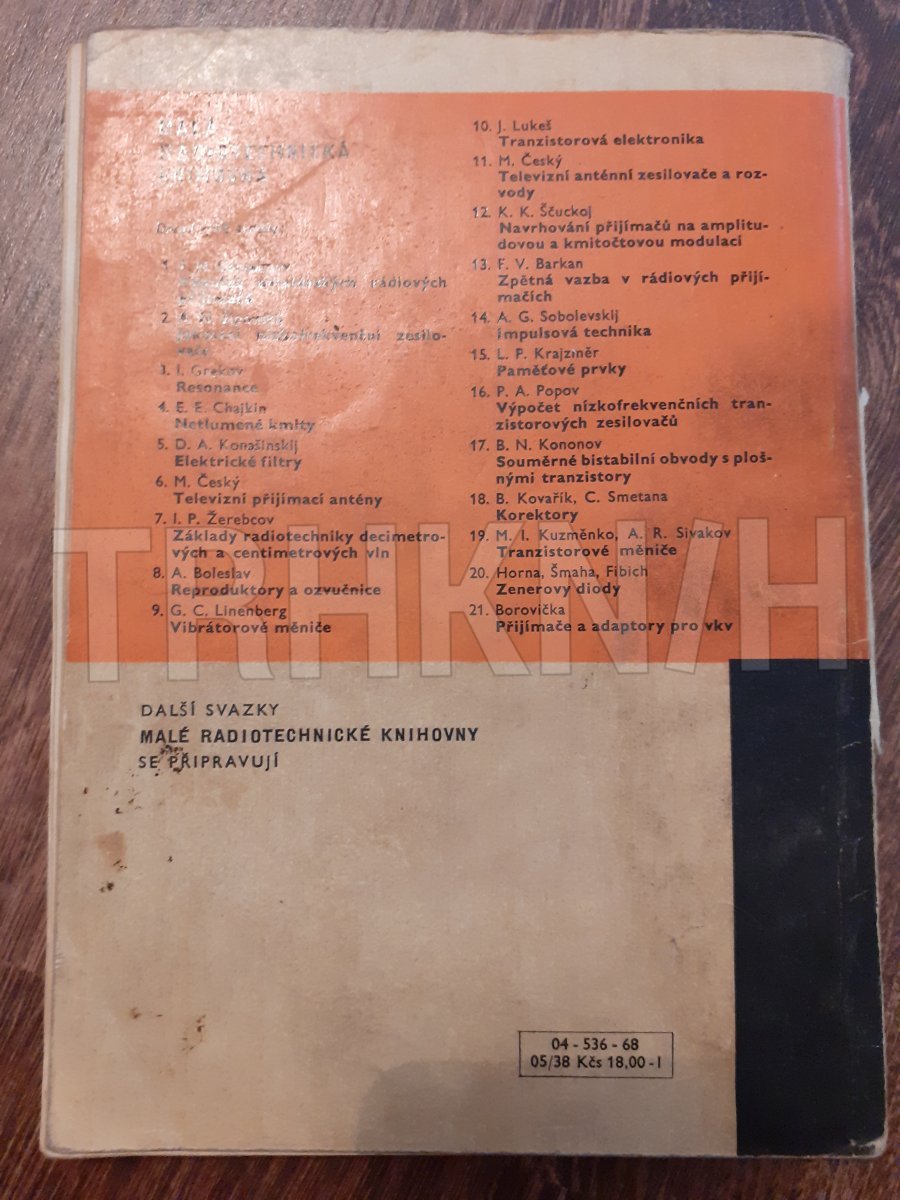 MALÁ
KNIHOVNA
rádiových
zesilo-
3. I. Grekov
Resonance
4. E. E. Chajkin
Netlumené kmity
5. D. A. Konašinskij
Elektrické filtry
6. M. Český
Televizní přijímací antény
7. I. P. Žerebcov
Základy radiotechniky decimetro-
vých a centimetrových vln
8. A. Boleslav
Reproduktory a ozvučnice
9. G. C. Linenberg
Vibrátorové měniče
10. J. Lukeš
Tranzistorová elektronika
11. M. Český
Televizní anténní zesilovače a roz-
vody
12. K. K. Ščuckoj
Navrhování přijímačů na amplitu-
dovou a kmitočtovou modulaci
13. F. V. Barkan
Zpětná vazba v rádiových přijí-
mačích
14. A. G. Sobolevskij
Impulsová technika
15. L. P. Krajzměr
Paměťové prvky
16. P. A. Popov
Výpočet nízkofrekvenčních tran-
zistorových zesilovačů
17. B. N. Kononov
Souměrné bistabilní obvody s ploš-
nými tranzistory
18. B. Kovařík, C. Smetana
Korektory
19. M. I. Kuzměnko, A. R. Sivakov
Tranzistorové měniče
20. Horna, Šmaha, Fibich
Zenerovy diody
21. Borovička
Přijímače a adaptory pro vkv
TRHKNIH
DALŠÍ SVAZKY
MALÉ RADIOTECHNICKÉ KNIHOVNY
SE PŘIPRAVUJÍ
04 - 536 - 68
05/38 Kčs 18,00 - I